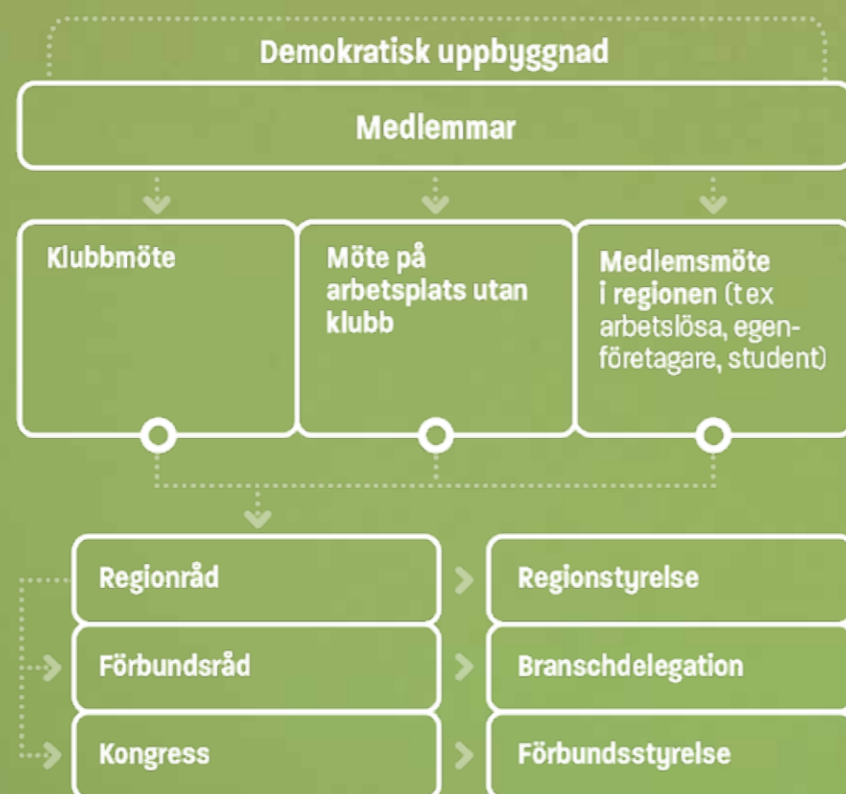 Demokratisk uppbyggnad
Medlemmar
Klubbmöte
Möte på
arbetsplats utan
klubb
Medlemsmöte
i regionen (t ex
arbetslösa, egen-
företagare, student)
Regionråd
Regionstyrelse
Förbundsråd
Branschdelegation
Kongress
Förbundsstyrelse